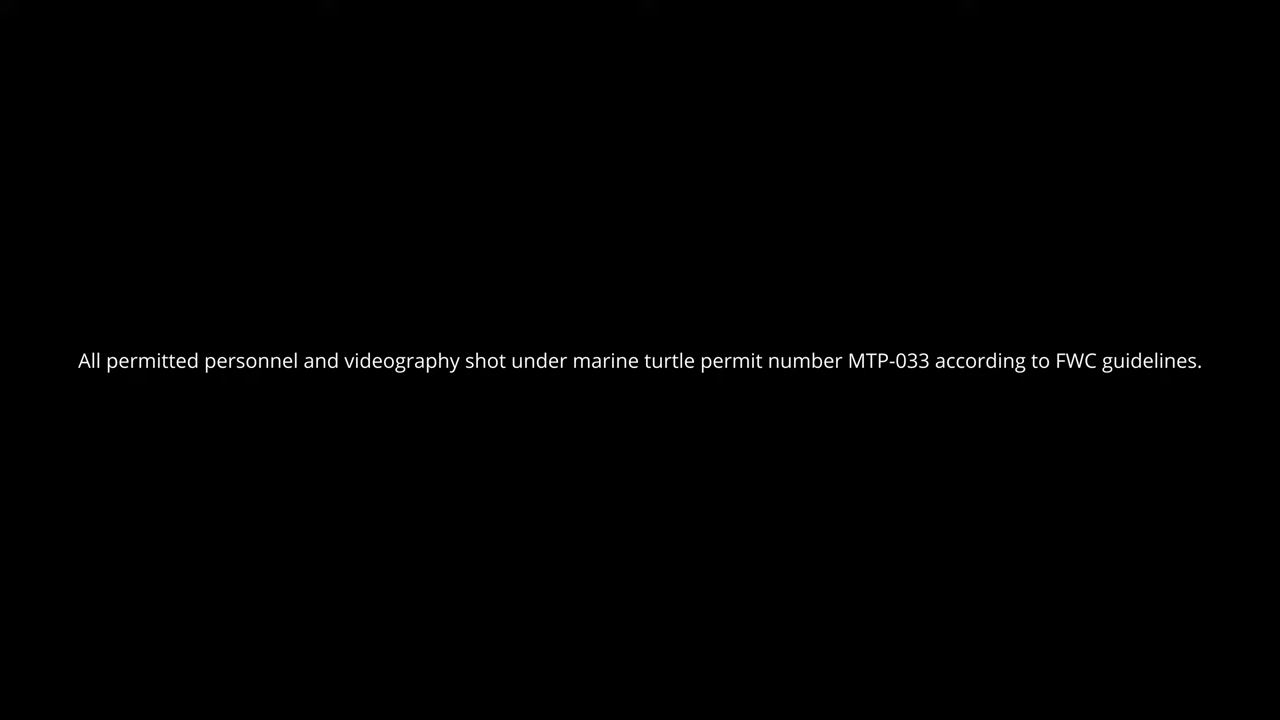 All permitted personnel and videography shot under marine turtle permit number MTP-033 according to FWC guidelines.